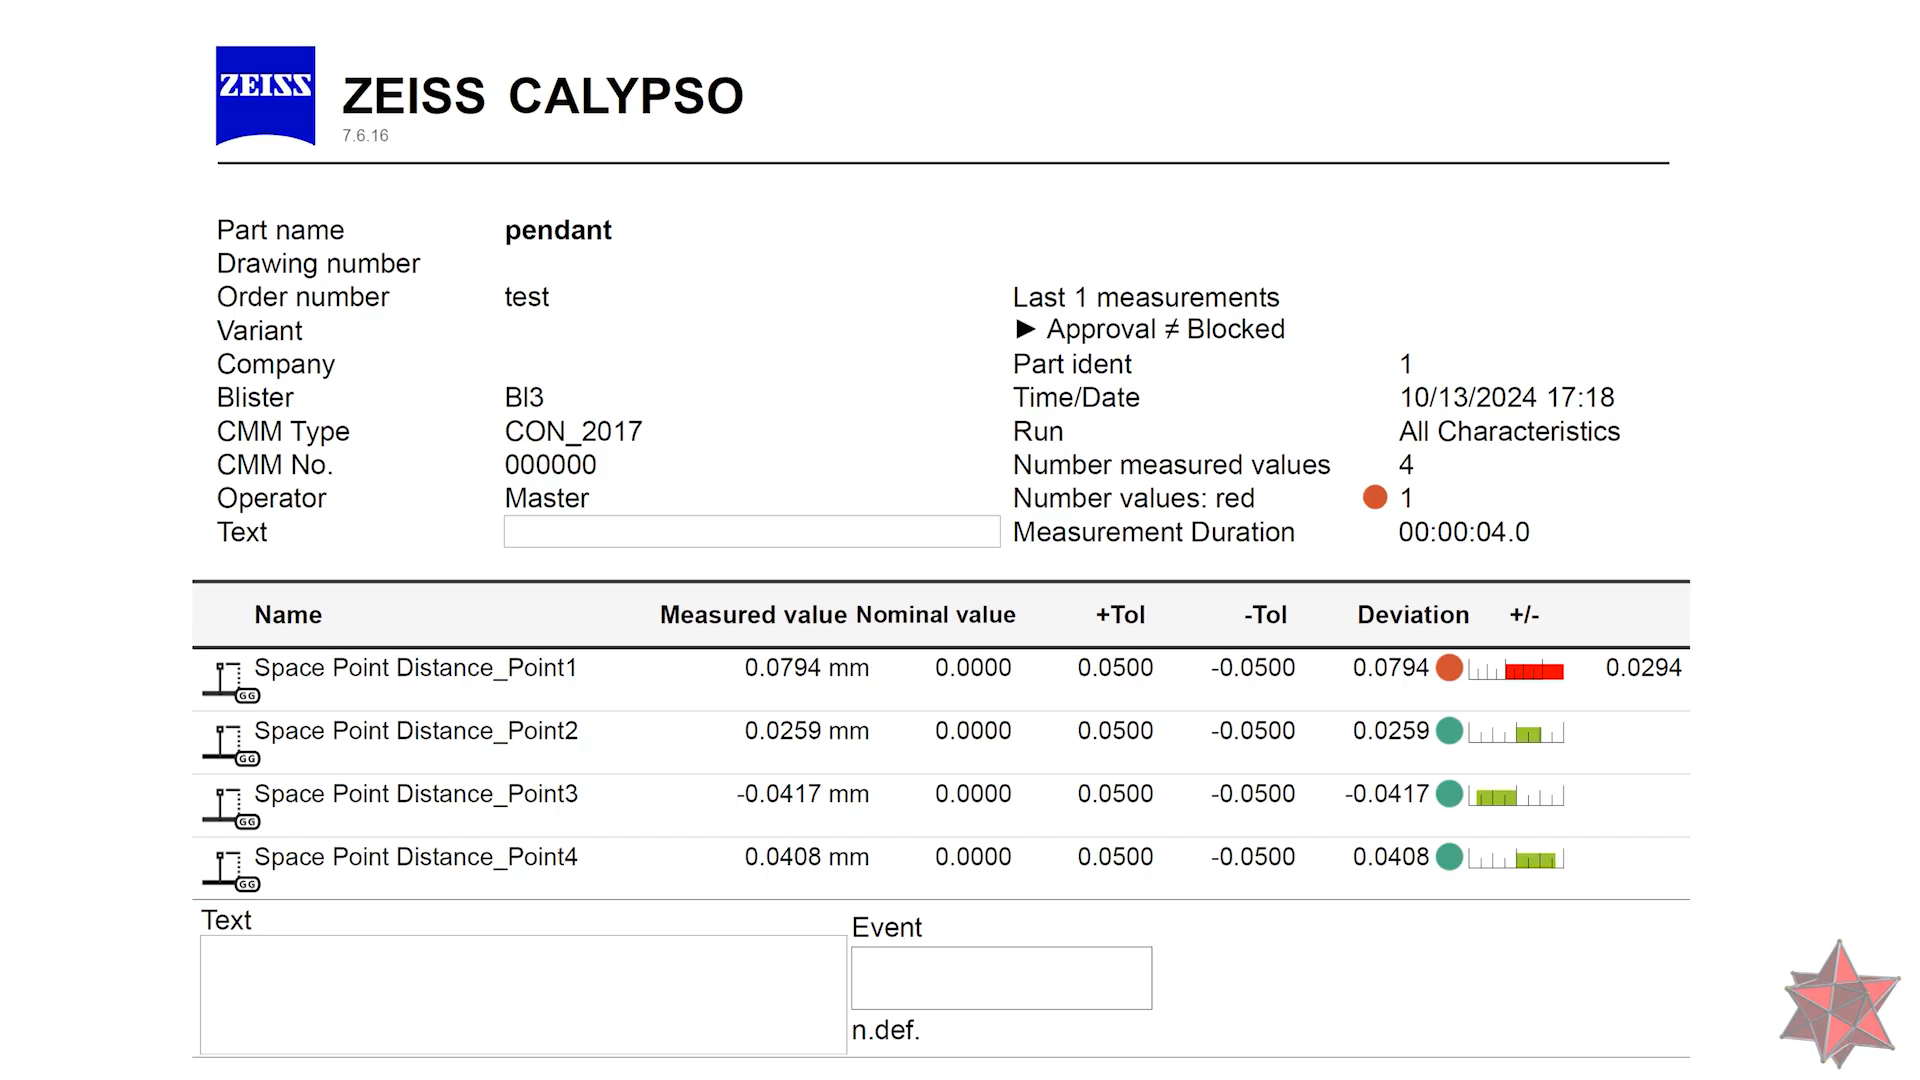 ZEISS
ZEISS CALYPSO
7.6.16
Part name pendant
Drawing number
Order number test Last 1 measurements
Variant ► Approval ≠ Blocked
Company Part ident 1
Blister Bl3 Time/Date 10/13/2024 17:18
CMM Type CON_2017 Run All Characteristics
CMM No. 000000 Number measured values 4
Operator Master Number values: red 1
Text Measurement Duration 00:00:04.0
Name Measured value Nominal value +Tol -Tol Deviation +/-
Space Point Distance_Point1 0.0794 mm 0.0000 0.0500 -0.0500 0.0794 0.0294
GG
Space Point Distance_Point2 0.0259 mm 0.0000 0.0500 -0.0500 0.0259
GG
Space Point Distance_Point3 -0.0417 mm 0.0000 0.0500 -0.0500 -0.0417
GG
Space Point Distance_Point4 0.0408 mm 0.0000 0.0500 -0.0500 0.0408
GG
Text Event
n.def.